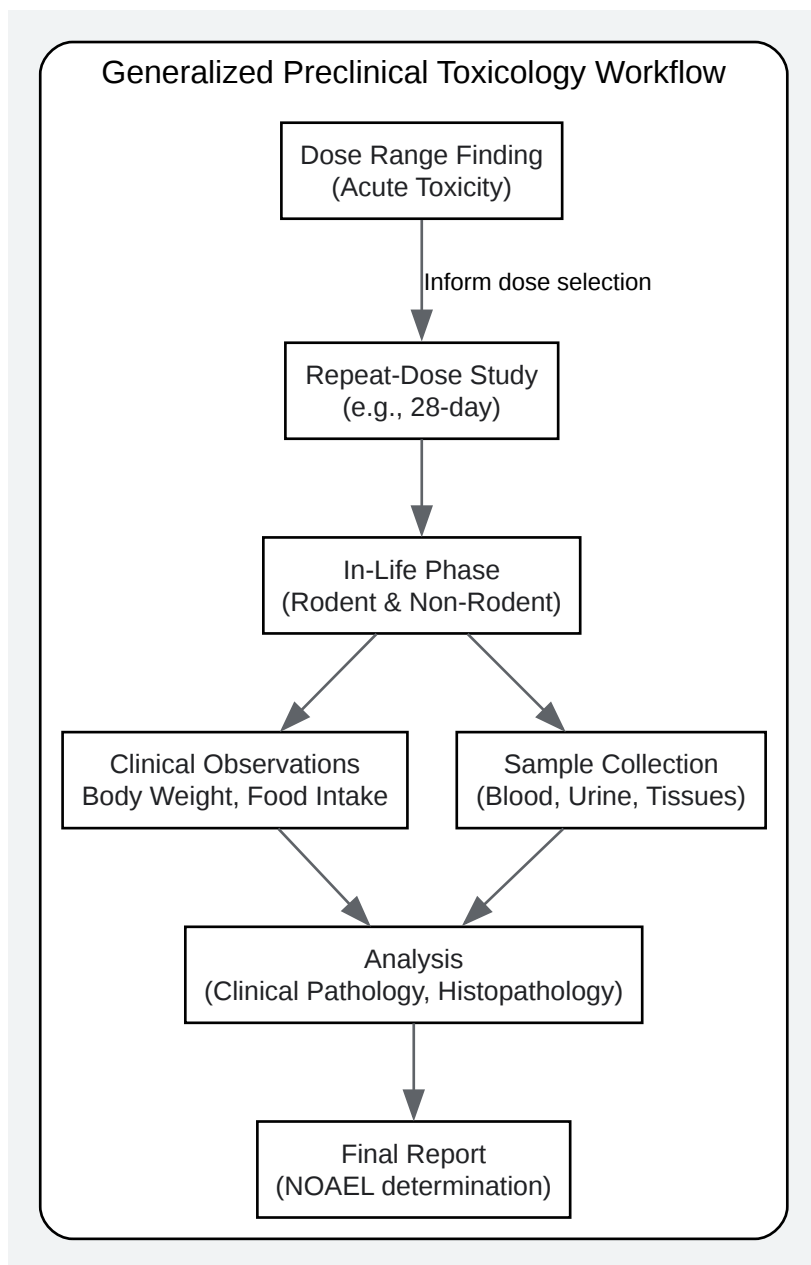 Generalized Preclinical Toxicology Workflow
Dose Range Finding
(Acute Toxicity)
Inform dose selection
Repeat-Dose Study
(e.g., 28-day)
In-Life Phase
(Rodent & Non-Rodent)
Clinical Observations
Body Weight, Food Intake
Sample Collection
(Blood, Urine, Tissues)
Analysis
(Clinical Pathology, Histopathology)
Final Report
(NOAEL determination)